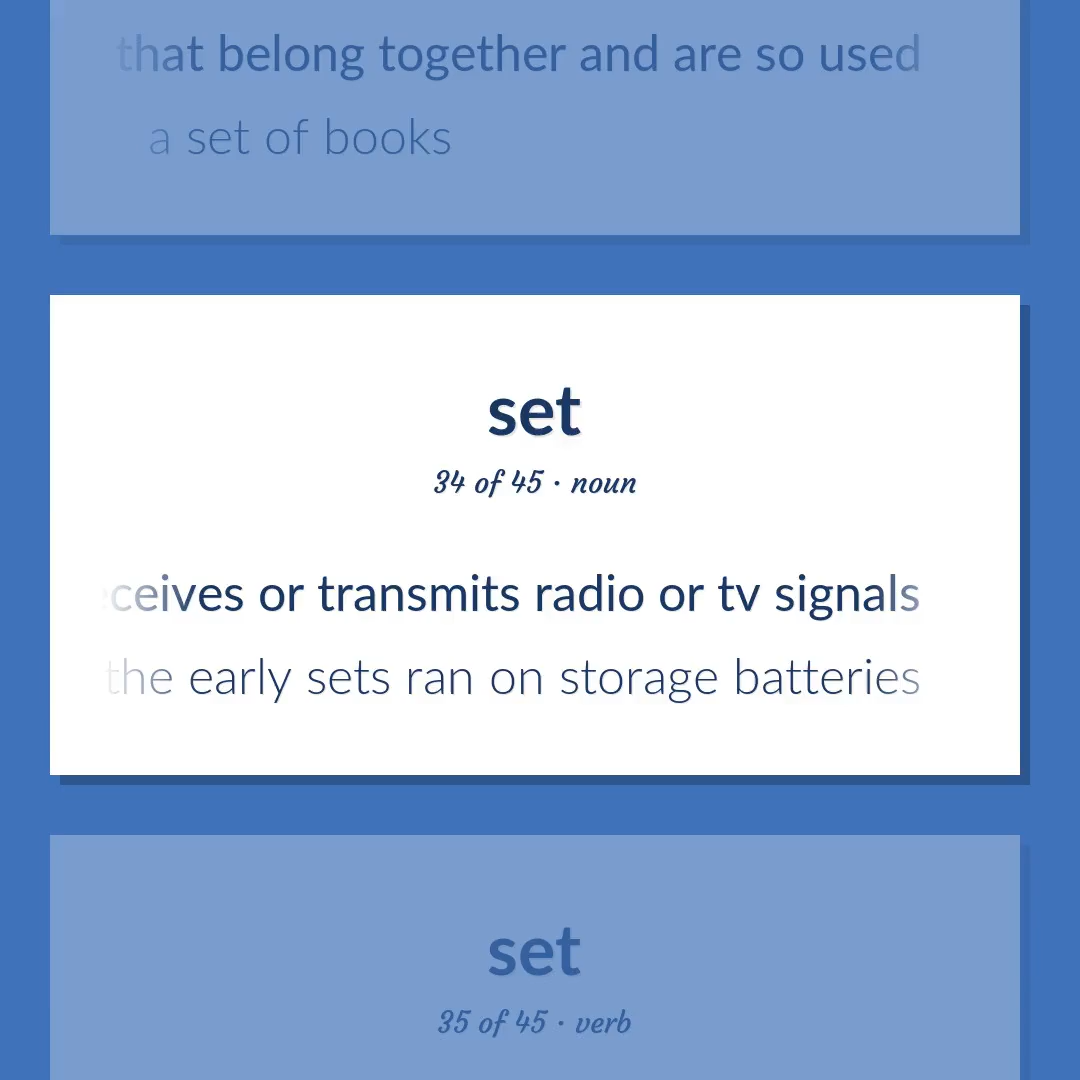 that belong together and are so used
a set of books
set
34 of 45 · noun
ceives or transmits radio or tv signals
the early sets ran on storage batteries
set
35 of 45 · verb